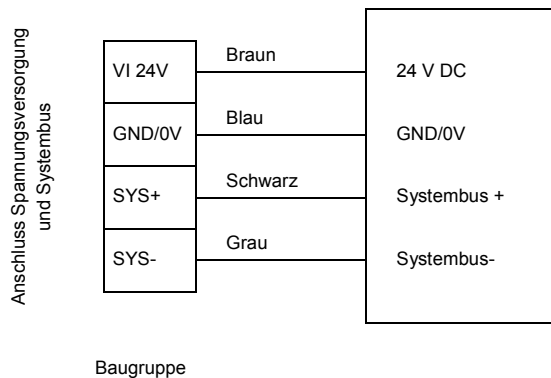 Anschluss Spannungsversorgung
und Systembus
VI 24V
Braun
24 V DC
GND/0V
Blau
GND/0V
SYS+
Schwarz
Systembus +
SYS-
Grau
Systembus-
Baugruppe